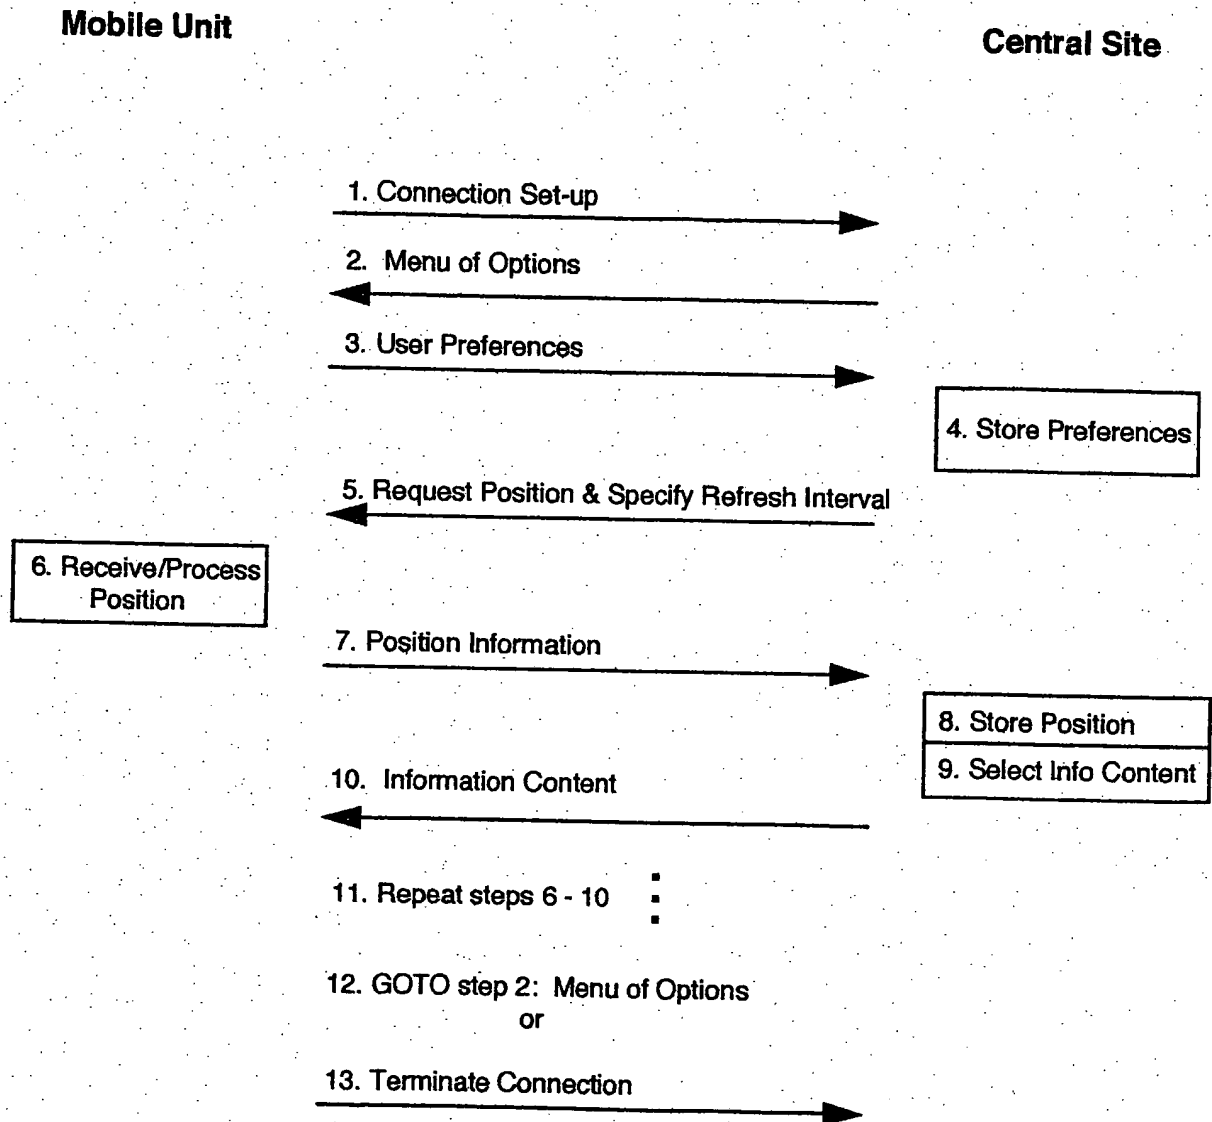 Mobile Unit
Central Site
1. Connection Set-up
2. Menu of Options
3. User Preferences
4. Store Preferences
5. Request Position & Specify Refresh Interval
6. Receive/Process
Position
7. Position Information
8. Store Position
9. Select Info Content
10. Information Content
11. Repeat steps 6 - 10
12. GOTO step 2: Menu of Options
or
13. Terminate Connection